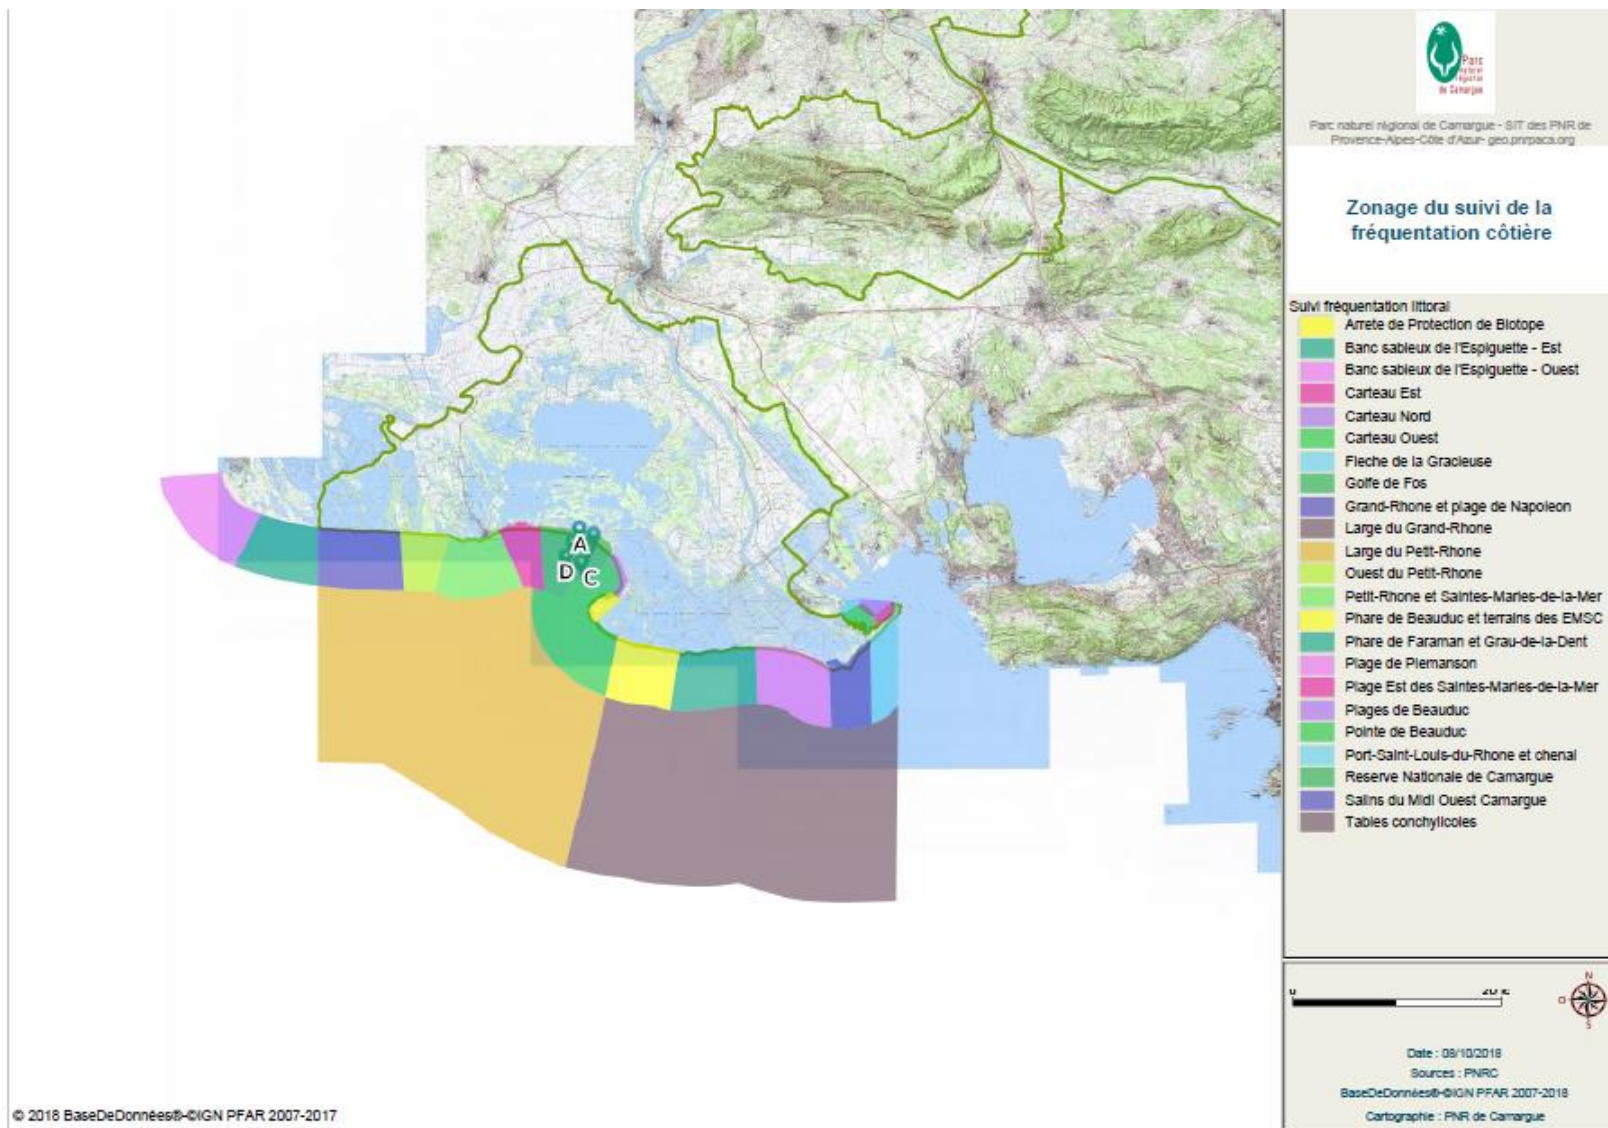 Parc
naturel
régional
de Camargue
Parc naturel régional de Camargue - SIT des PNR de
Provence-Alpes-Côte d'Azur- geo.pnrpaca.org
Zonage du suivi de la
fréquentation côtière
Suivi fréquentation littoral
Arrete de Protection de Biotope
Banc sableux de l'Espiguette - Est
Banc sableux de l'Espiguette - Ouest
Carteau Est
Carteau Nord
Carteau Ouest
Fleche de la Gracieuse
Golfe de Fos
Grand-Rhone et plage de Napoleon
Large du Grand-Rhone
Large du Petit-Rhone
Ouest du Petit-Rhone
Petit-Rhone et Saintes-Maries-de-la-Mer
Phare de Beauduc et terrains des EMSC
Phare de Faraman et Grau-de-la-Dent
Plage de Piemanson
Plage Est des Saintes-Maries-de-la-Mer
Plages de Beauduc
Pointe de Beauduc
Port-Saint-Louis-du-Rhone et chenal
Reserve Nationale de Camargue
Salins du Midi Ouest Camargue
Tables conchylicoles
A
D C
N
O
S
Date : 08/10/2018
Sources : PNRC
BaseDeDonnées®-©IGN PFAR 2007-2018
Cartographie : PNR de Camargue
© 2018 BaseDeDonnées®-©IGN PFAR 2007-2017